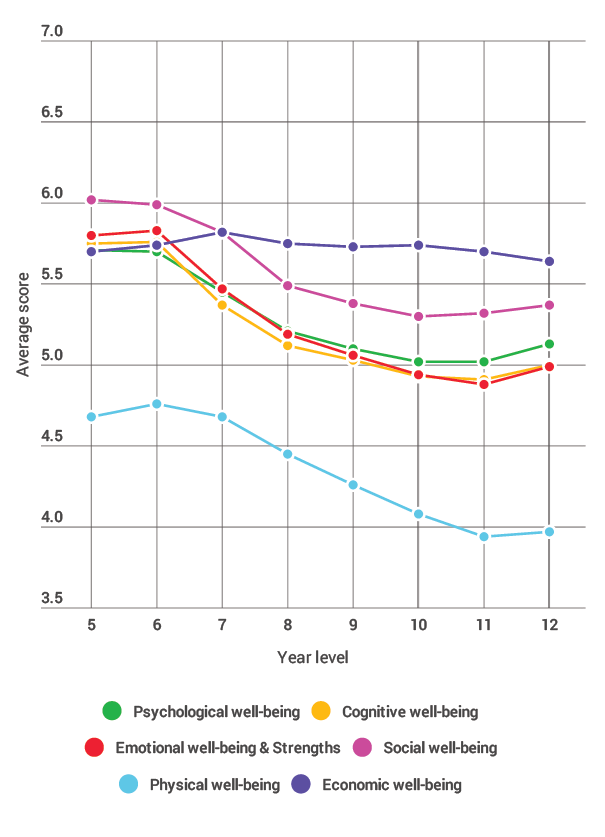 7.0
6.5
6.0
5.5
5.0
4.5
4.0
3.5
Average score
5 6 7 8 9 10 11 12
Year level
Psychological well-being Cognitive well-being
Emotional well-being & Strengths Social well-being
Physical well-being Economic well-being